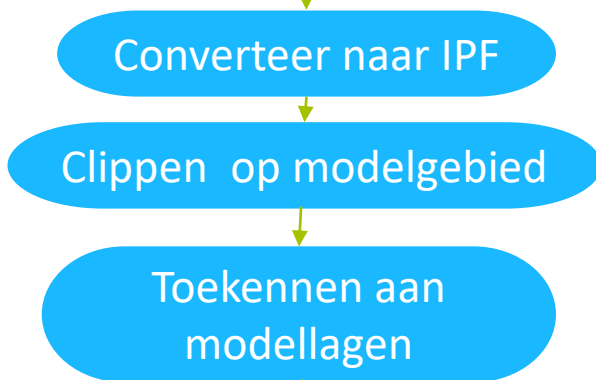 Converteer naar IPF
Clippen op modelgebied
Toekennen aan
modellagen